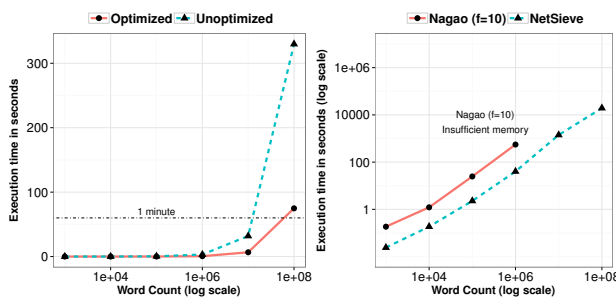 Optimized Unoptimized
Execution time in seconds
300
200
100
0
1 minute
1e+04 1e+06 1e+08
Word Count (log scale)
Nagao (f=10) NetSieve
Execution time in seconds (log scale)
1e+06
10000
100
1
Nagao (f=10)
Insufficient memory
1e+04 1e+06 1e+08
Word Count (log scale)